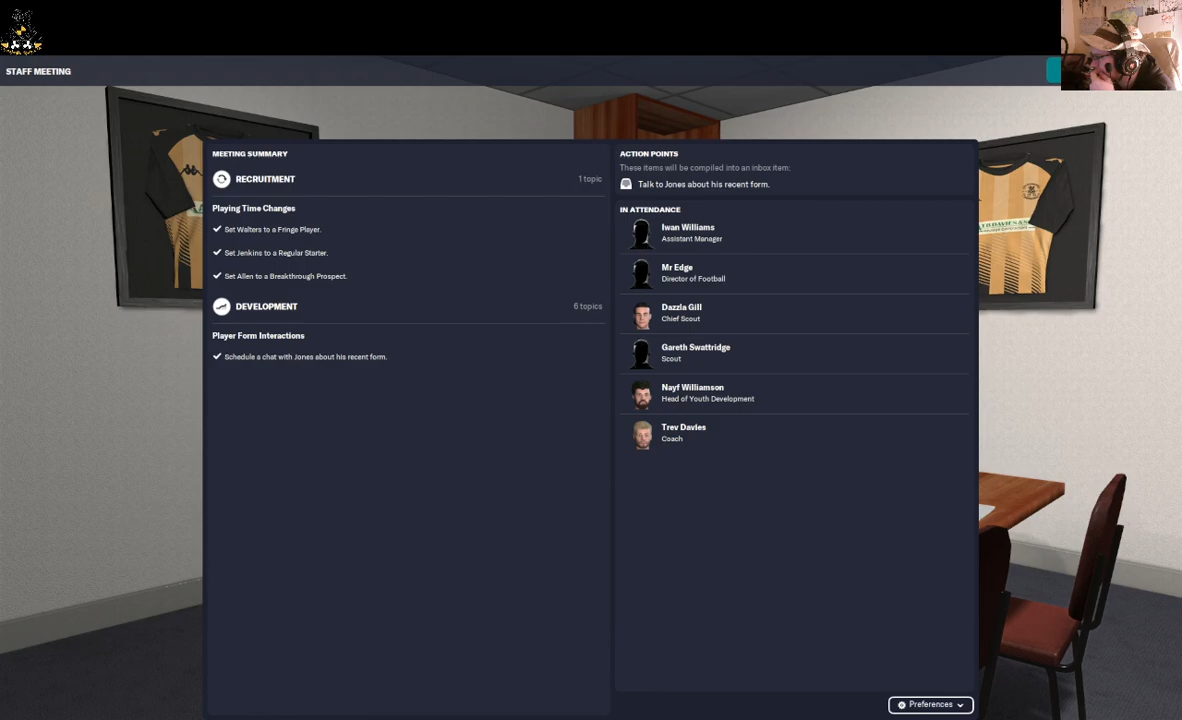 STAFF MEETING
MEETING SUMMARY
RECRUITMENT
1 topic
Playing Time Changes
Set Walters to a Fringe Player.
Set Jenkins to a Regular Starter.
Set Allen to a Breakthrough Prospect.
DEVELOPMENT
6 topics
Player Form Interactions
Schedule a chat with Jones about his recent form.
ACTION POINTS
These items will be compiled into an inbox item:
Talk to Jones about his recent form.
IN ATTENDANCE
Iwan Williams
Assistant Manager
Mr Edge
Director of Football
Dazzla Gill
Chief Scout
Gareth Swattridge
Scout
Nayf Williamson
Head of Youth Development
Trev Davies
Coach
Preferences